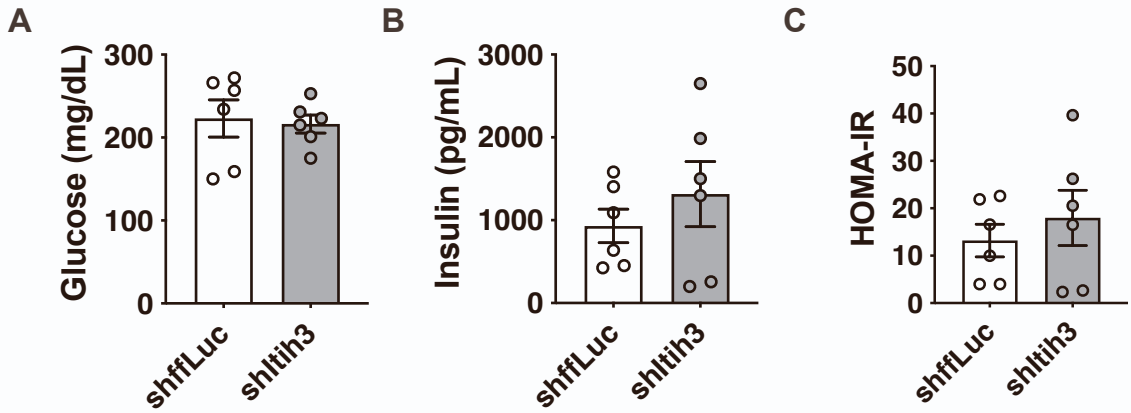 A
Glucose (mg/dL)
300
200
100
0
shffLuc
shItih3
B
Insulin (pg/mL)
3000
2000
1000
0
shffLuc
shItih3
C
HOMA-IR
50
40
30
20
10
0
shffLuc
shItih3